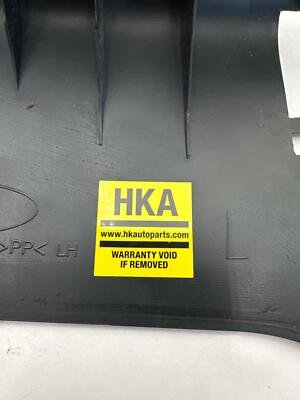 HKA
www.hkautoparts.com
WARRANTY VOID
IF REMOVED
>PP< LH
L